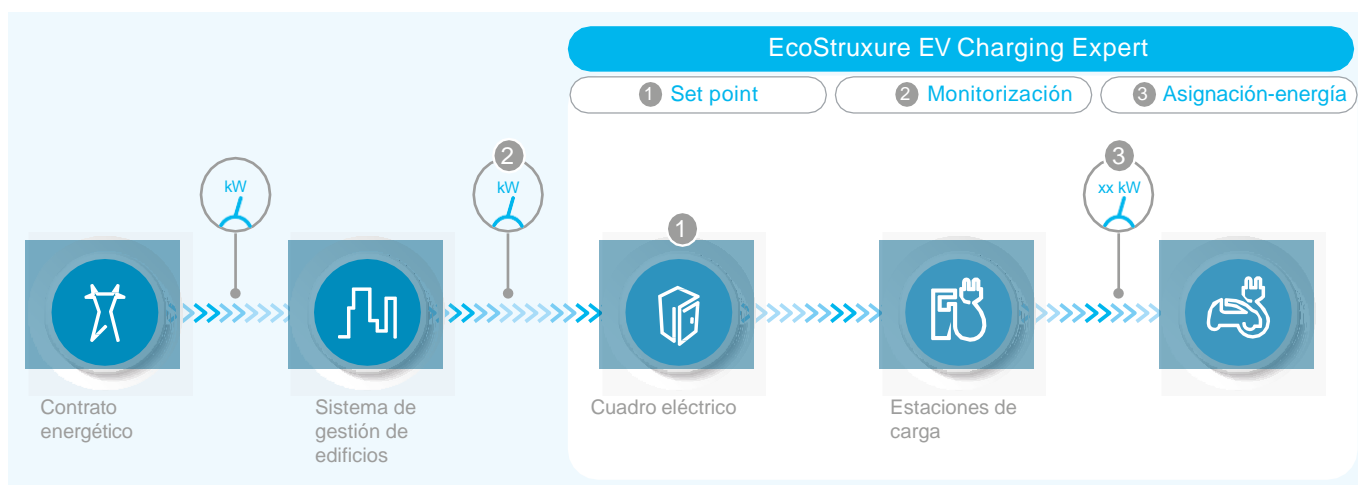 EcoStruxure EV Charging Expert
1 Set point
2 Monitorización
3 Asignación-energía
kW
2
kW
3
xx kW
1
Contrato
energético
Sistema de
gestión de
edificios
Cuadro eléctrico
Estaciones de
carga